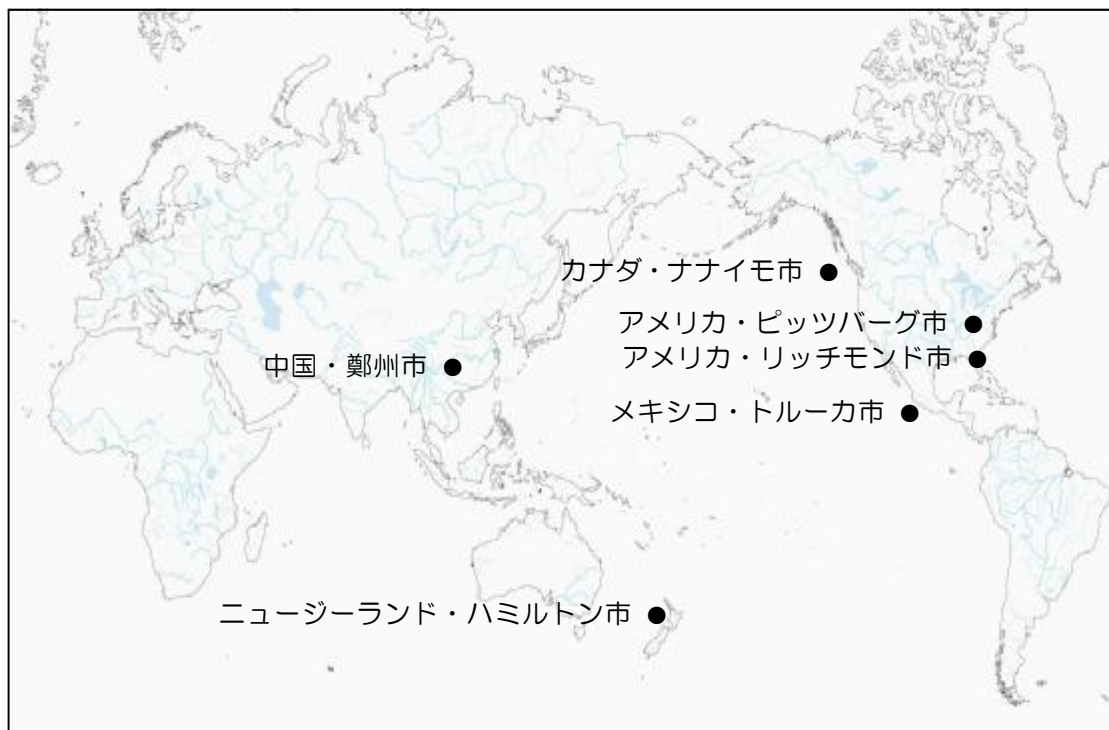 カナダ・ナナイモ市
アメリカ・ピッツバーグ市
アメリカ・リッチモンド市
中国・鄭州市
メキシコ・トルーカ市
ニュージーランド・ハミルトン市